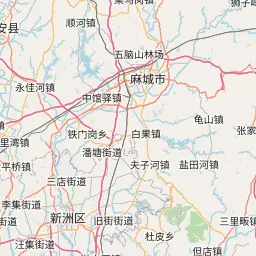 安县
顺河镇
乘马岗镇
五脑山林场
麻城市
永佳河镇
中馆驿镇
龟山镇
张家
铁门岗乡
白果镇
潘塘街道
夫子河镇
盐田河镇
平桥镇
三店街道
李集街道
新洲区
旧街街道
三里畈镇
汪集街道
杜皮乡
但店镇